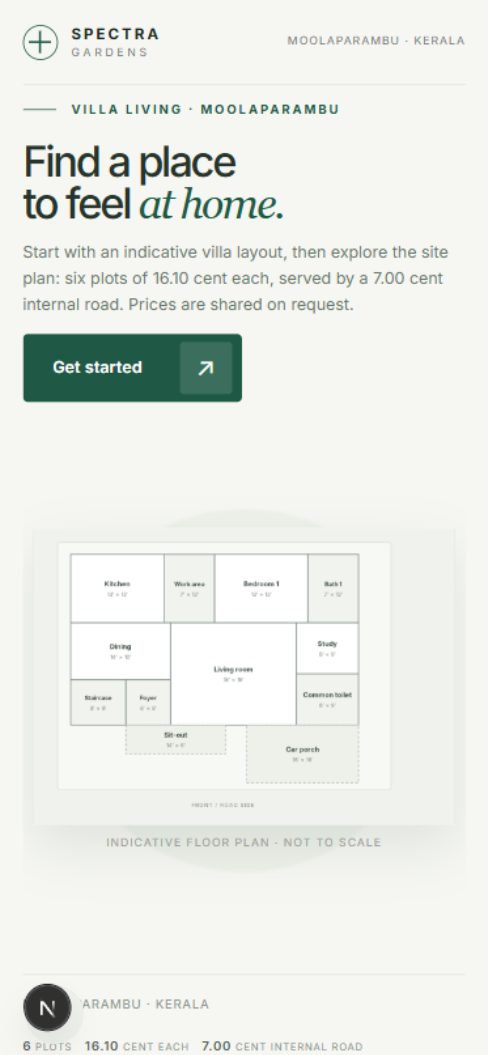 SPECTRA
GARDENS
MOOLAPARAMBU · KERALA
VILLA LIVING · MOOLAPARAMBU
Find a place
to feel at home.
Start with an indicative villa layout, then explore the site
plan: six plots of 16.10 cent each, served by a 7.00 cent
internal road. Prices are shared on request.
Get started
Kitchen
Work area
Bedroom 1
Bath 1
Dining
Living room
Study
Staircase
Foyer
Common toilet
Sit-out
Car porch
FRONT / ROAD SIDE
INDICATIVE FLOOR PLAN · NOT TO SCALE
N
ARAMBU · KERALA
6 PLOTS 16.10 CENT EACH 7.00 CENT INTERNAL ROAD